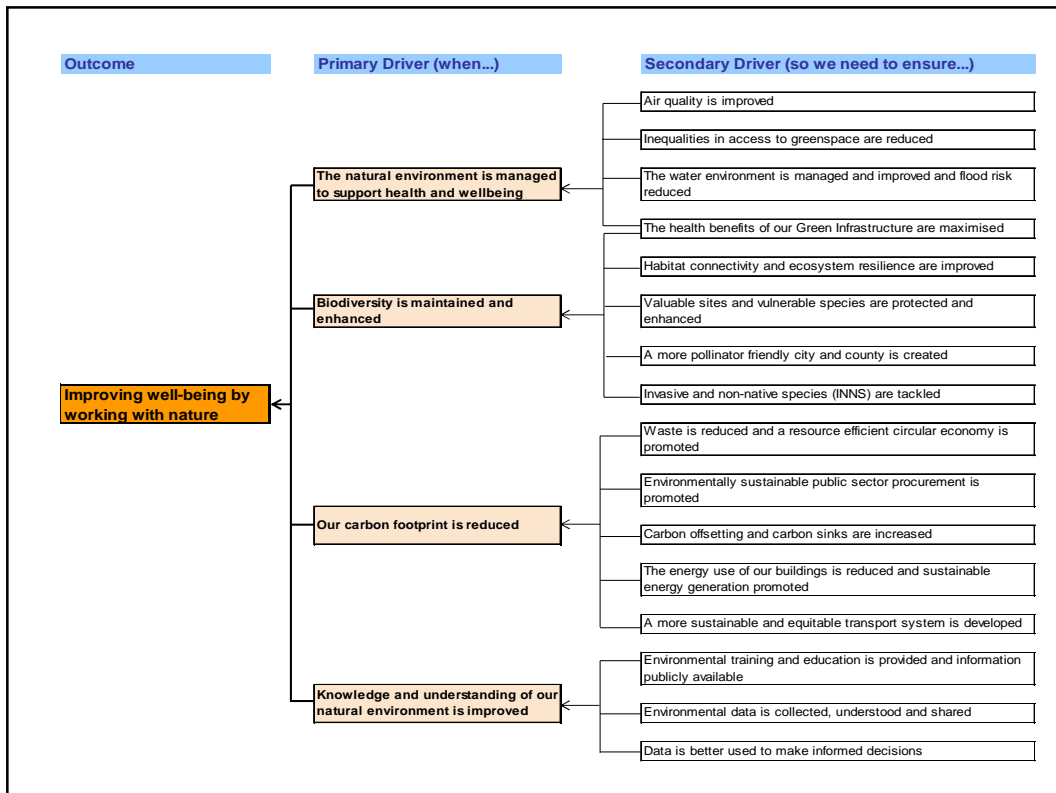 Outcome
Primary Driver (when...)
Secondary Driver (so we need to ensure...)
Air quality is improved
Inequalities in access to greenspace are reduced
The natural environment is managed
to support health and wellbeing
The water environment is managed and improved and flood risk
reduced
The health benefits of our Green Infrastructure are maximised
Habitat connectivity and ecosystem resilience are improved
Biodiversity is maintained and
enhanced
Valuable sites and vulnerable species are protected and
enhanced
A more pollinator friendly city and county is created
Invasive and non-native species (INNS) are tackled
Improving well-being by
working with nature
Waste is reduced and a resource efficient circular economy is
promoted
Environmentally sustainable public sector procurement is
promoted
Our carbon footprint is reduced
Carbon offsetting and carbon sinks are increased
The energy use of our buildings is reduced and sustainable
energy generation promoted
A more sustainable and equitable transport system is developed
Environmental training and education is provided and information
publicly available
Knowledge and understanding of our
natural environment is improved
Environmental data is collected, understood and shared
Data is better used to make informed decisions